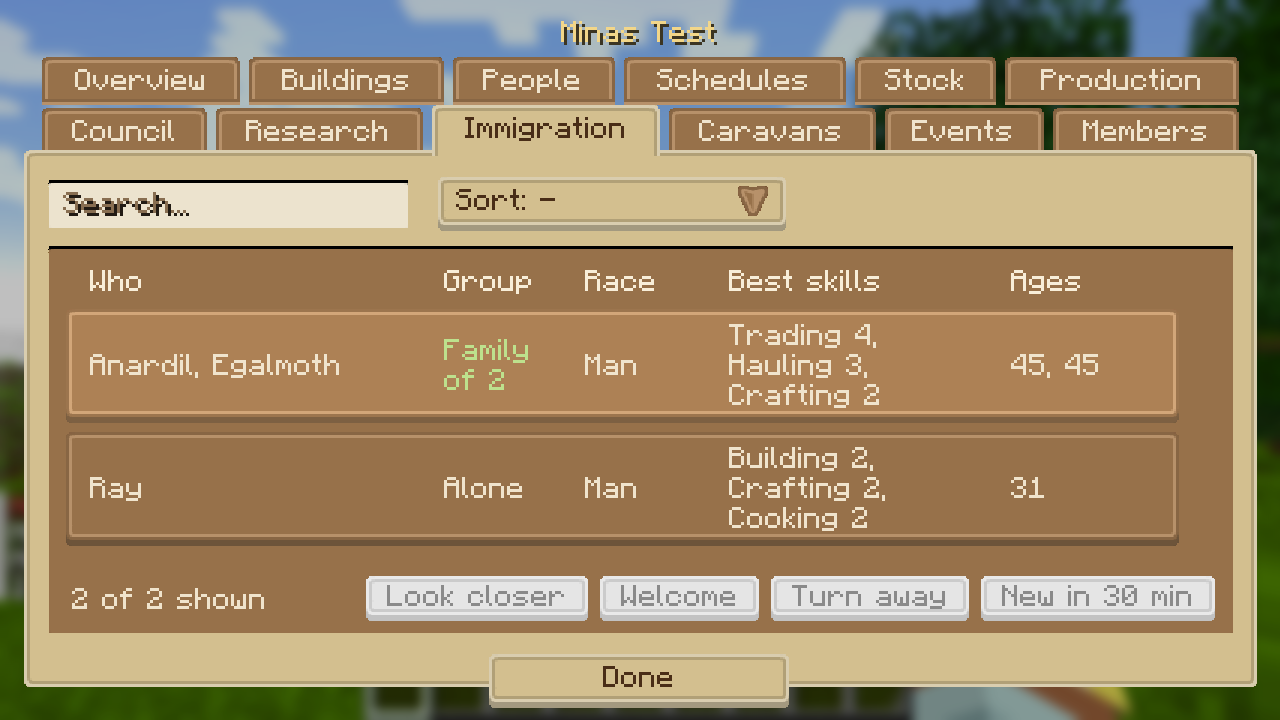 Minas Test
Overview Buildings People Schedules Stock Production
Council Research Immigration Caravans Events Members
Search... Sort: -
Who Group Race Best skills Ages
Anardil, Egalmoth Family of 2 Man Trading 4, Hauling 3, Crafting 2 45, 45
Ray Alone Man Building 2, Crafting 2, Cooking 2 31
2 of 2 shown Look closer Welcome Turn away New in 30 min
Done